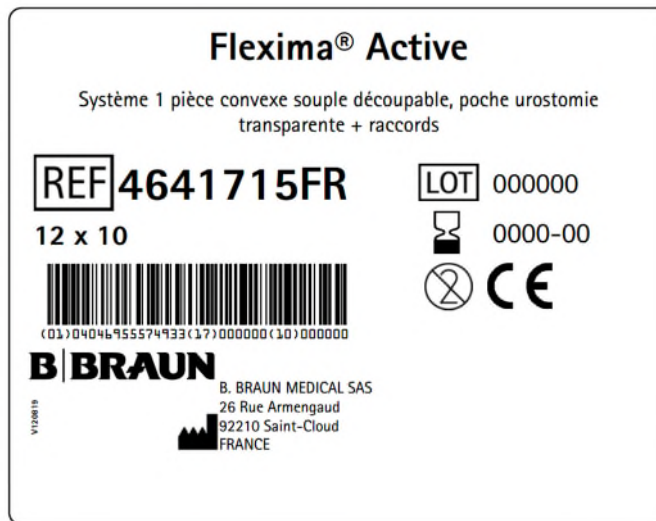 Flexima® Active
Système 1 pièce convexe souple découpable, poche urostomie
transparente + raccords
REF 4641715FR
12 x 10
LOT 000000
0000-00
2
CE
(01)04046955574933(17)000000(10)000000
B|BRAUN
B. BRAUN MEDICAL SAS
26 Rue Armengaud
92210 Saint-Cloud
FRANCE
V120819